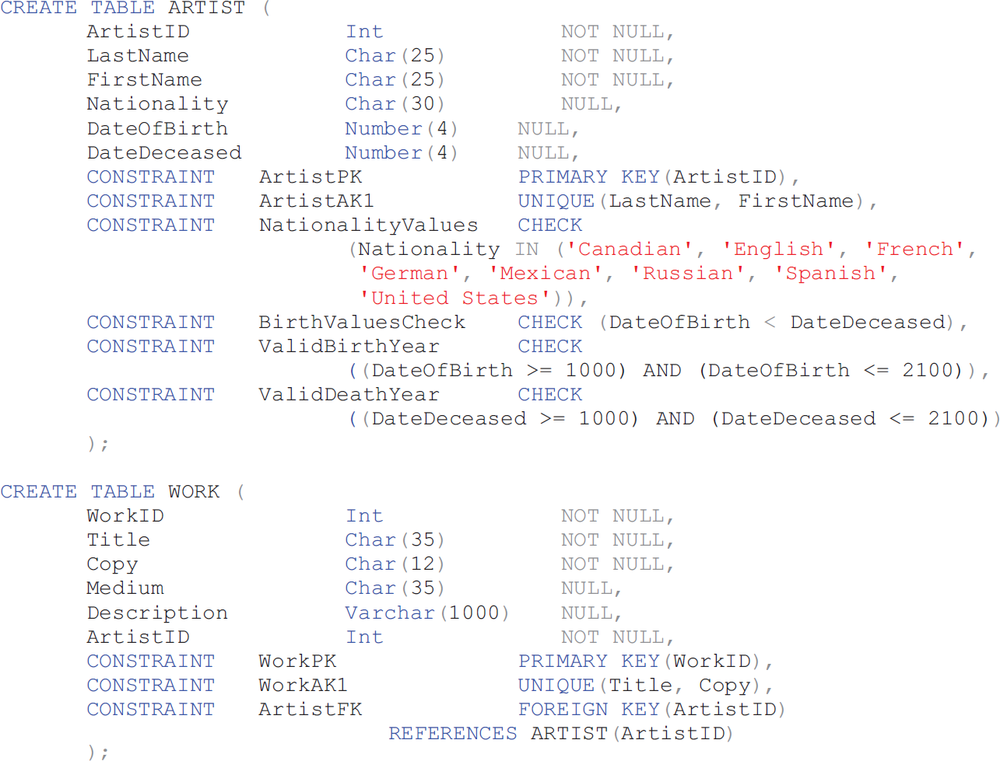 CREATE TABLE ARTIST (
ArtistID Int NOT NULL,
LastName Char(25) NOT NULL,
FirstName Char(25) NOT NULL,
Nationality Char(30) NULL,
DateOfBirth Number(4) NULL,
DateDeceased Number(4) NULL,
CONSTRAINT ArtistPK PRIMARY KEY(ArtistID),
CONSTRAINT ArtistAK1 UNIQUE(LastName, FirstName),
CONSTRAINT NationalityValues CHECK
(Nationality IN ('Canadian', 'English', 'French',
'German', 'Mexican', 'Russian', 'Spanish',
'United States')),
CONSTRAINT BirthValuesCheck CHECK (DateOfBirth < DateDeceased),
CONSTRAINT ValidBirthYear CHECK
((DateOfBirth >= 1000) AND (DateOfBirth <= 2100)),
CONSTRAINT ValidDeathYear CHECK
((DateDeceased >= 1000) AND (DateDeceased <= 2100))
);
CREATE TABLE WORK (
WorkID Int NOT NULL,
Title Char(35) NOT NULL,
Copy Char(12) NOT NULL,
Medium Char(35) NULL,
Description Varchar(1000) NULL,
ArtistID Int NOT NULL,
CONSTRAINT WorkPK PRIMARY KEY(WorkID),
CONSTRAINT WorkAK1 UNIQUE(Title, Copy),
CONSTRAINT ArtistFK FOREIGN KEY(ArtistID)
REFERENCES ARTIST(ArtistID)
);